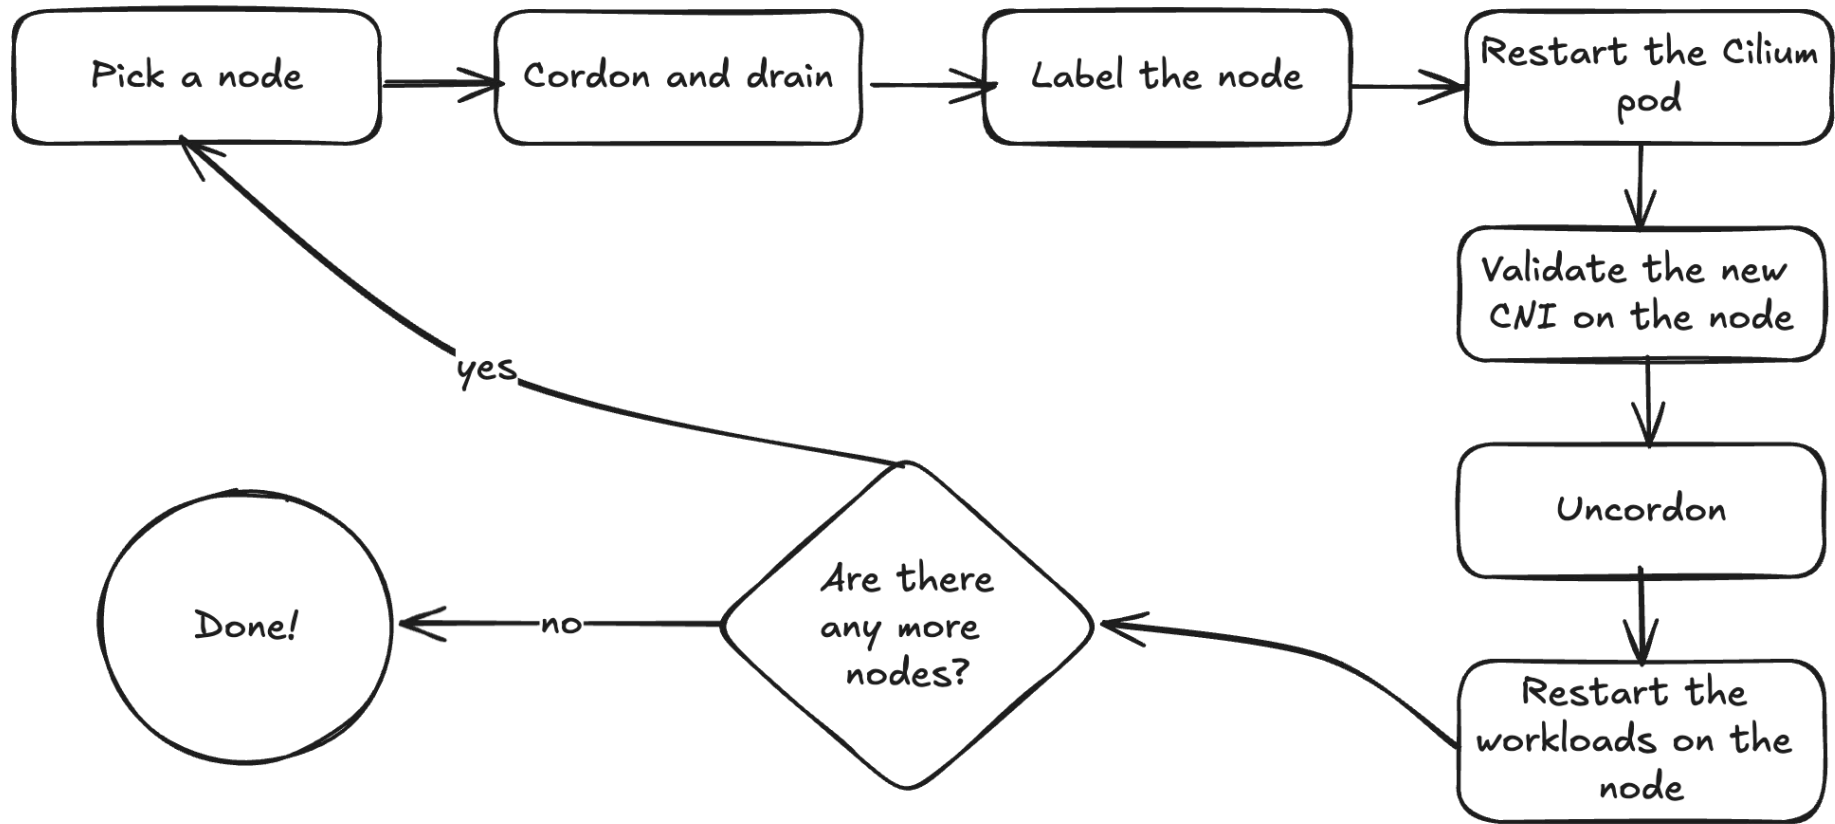 Pick a node
Cordon and drain
Label the node
Restart the Cilium
pod
Validate the new
CNI on the node
Uncordon
Restart the
workloads on the
node
Are there
any more
nodes?
yes
no
Done!